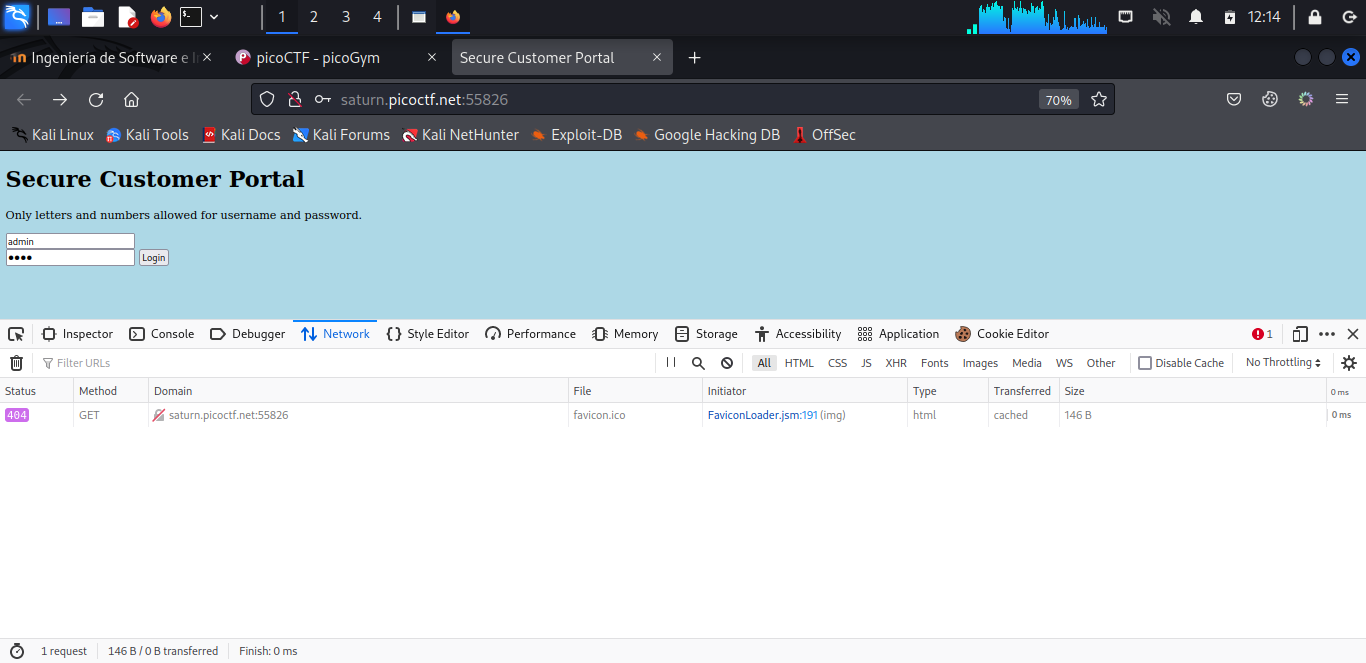 1 2 3 4 12:14
Ingeniería de Software e I picoCTF - picoGym Secure Customer Portal
saturn.picoctf.net:55826 70%
Kali Linux Kali Tools Kali Docs Kali Forums Kali NetHunter Exploit-DB Google Hacking DB OffSec
Secure Customer Portal
Only letters and numbers allowed for username and password.
admin
●●●● Login
Inspector Console Debugger Network Style Editor Performance Memory Storage Accessibility Application Cookie Editor 1
Filter URLs All HTML CSS JS XHR Fonts Images Media WS Other Disable Cache No Throttling
Status Method Domain File Initiator Type Transferred Size 0 ms
404 GET saturn.picoctf.net:55826 favicon.ico FaviconLoader.jsm:191 (img) html cached 146 B 0 ms
1 request 146 B / 0 B transferred Finish: 0 ms